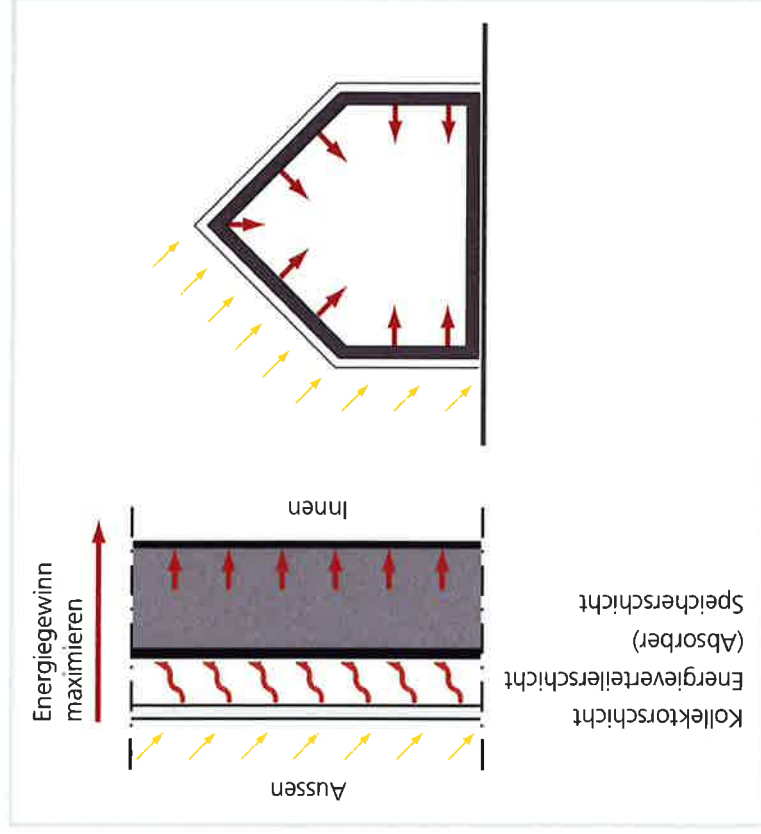 Energiegewinn
maximieren
Aussen
Innen
Kollektorschicht
Energieverteilerschicht
(Absorber)
Speicherschicht